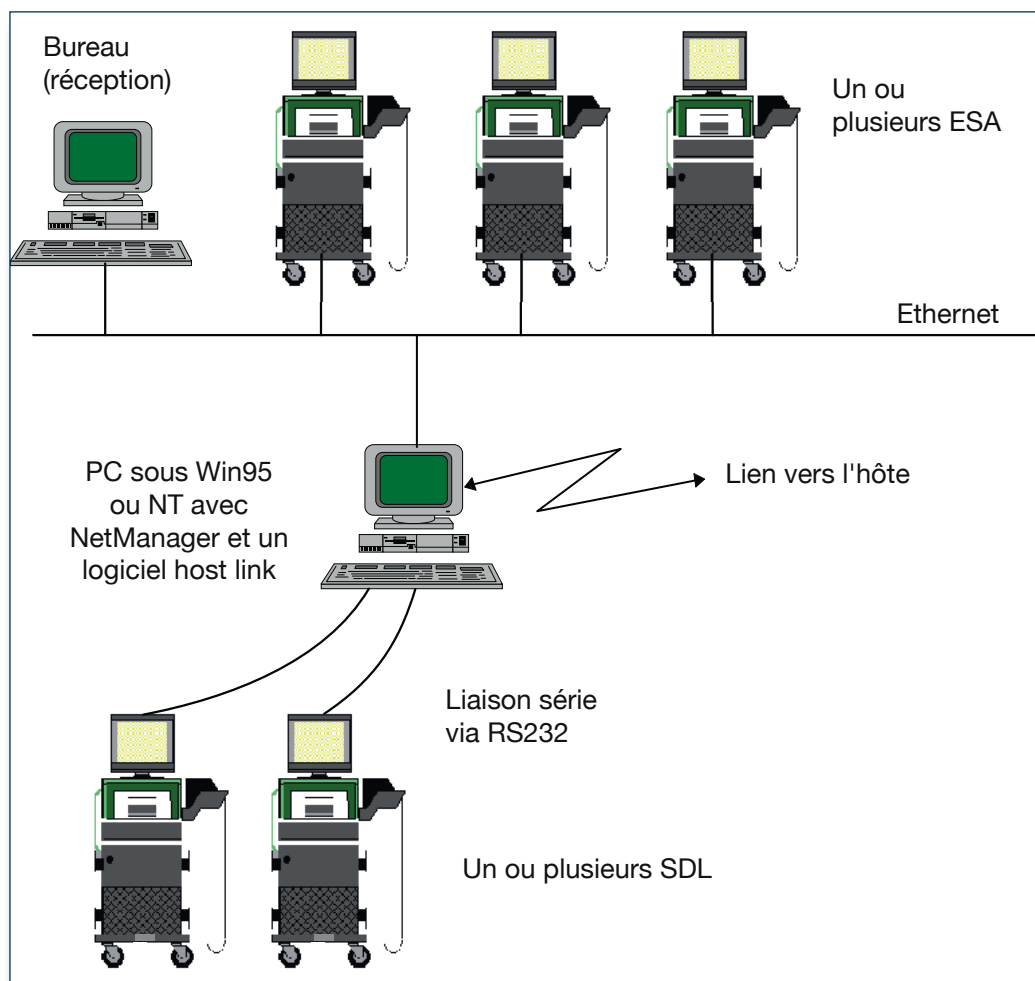 Bureau
(réception)
Un ou
plusieurs ESA
Ethernet
PC sous Win95
ou NT avec
NetManager et un
logiciel host link
Lien vers l'hôte
Liaison série
via RS232
Un ou plusieurs SDL